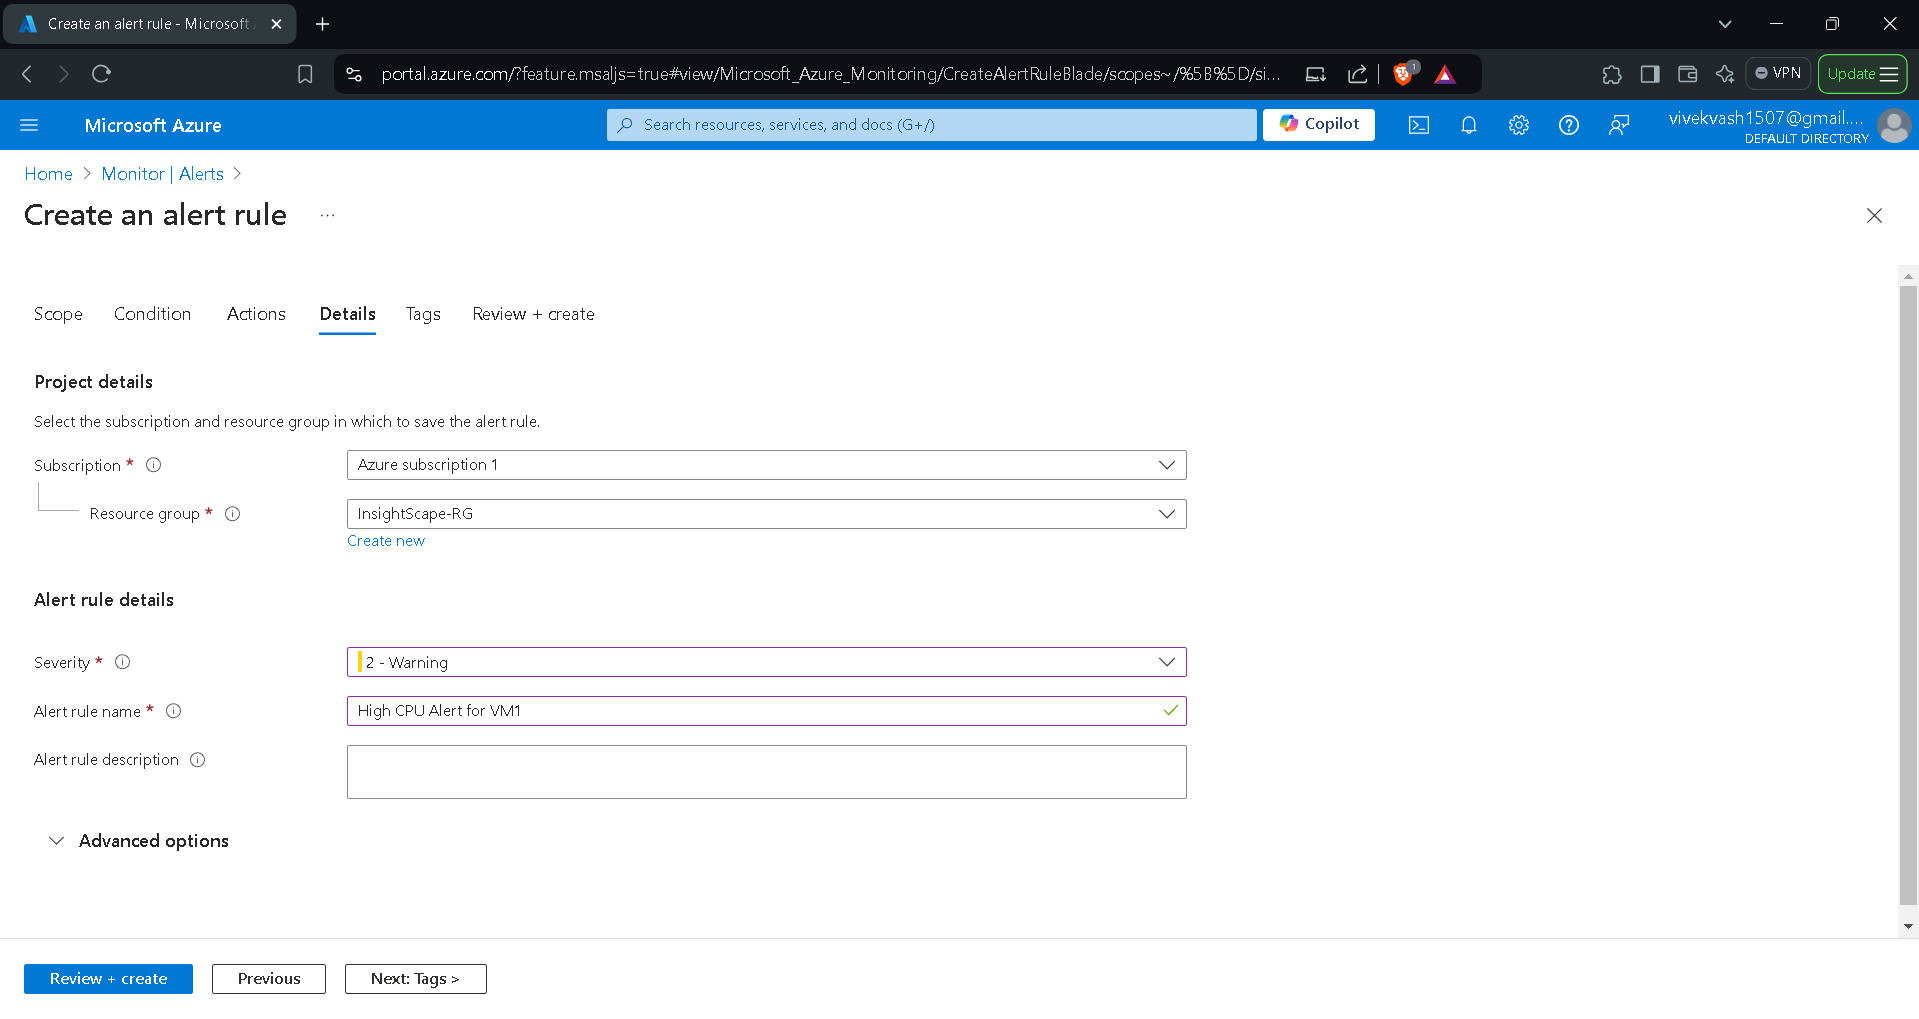 Create an alert rule - Microsoft
portal.azure.com/?feature.msaljs=true#view/Microsoft_Azure_Monitoring/CreateAlertRuleBlade/scopes~/%5B%5D/si...
1
VPN
Update
Microsoft Azure
Search resources, services, and docs (G+/)
Copilot
vivekvash1507@gmail....
DEFAULT DIRECTORY
Home > Monitor | Alerts >
Create an alert rule ...
Scope Condition Actions Details Tags Review + create
Project details
Select the subscription and resource group in which to save the alert rule.
Subscription *
Azure subscription 1
Resource group *
InsightScape-RG
Create new
Alert rule details
Severity *
2 - Warning
Alert rule name *
High CPU Alert for VM1
Alert rule description
Advanced options
Review + create Previous Next: Tags >